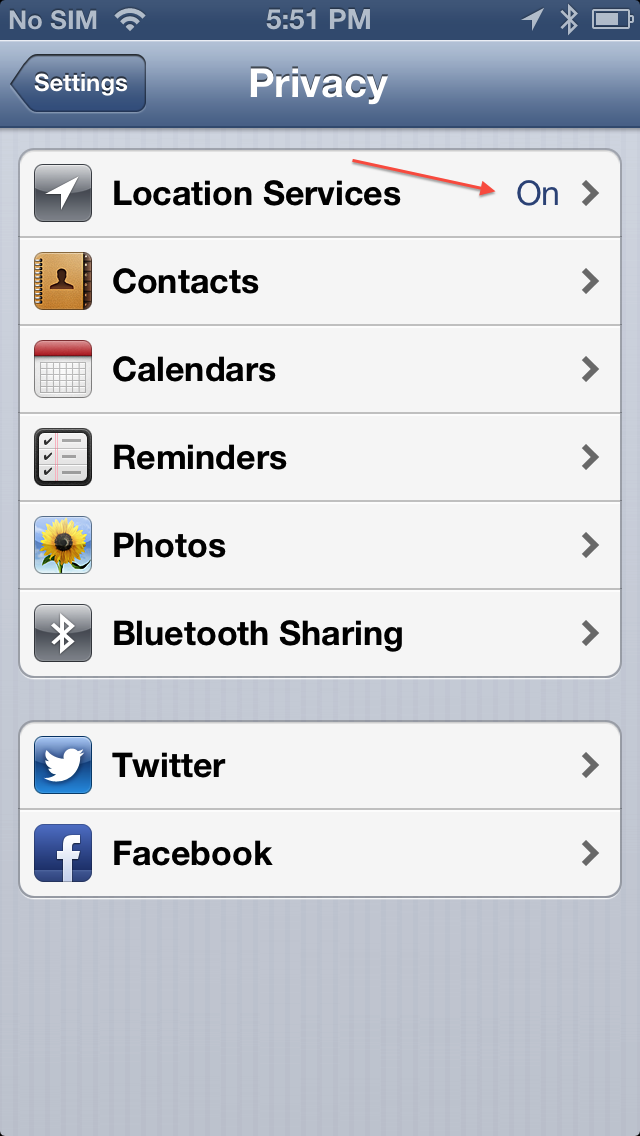 No SIM 5:51 PM
Settings Privacy
Location Services On
Contacts
Calendars
Reminders
Photos
Bluetooth Sharing
Twitter
Facebook